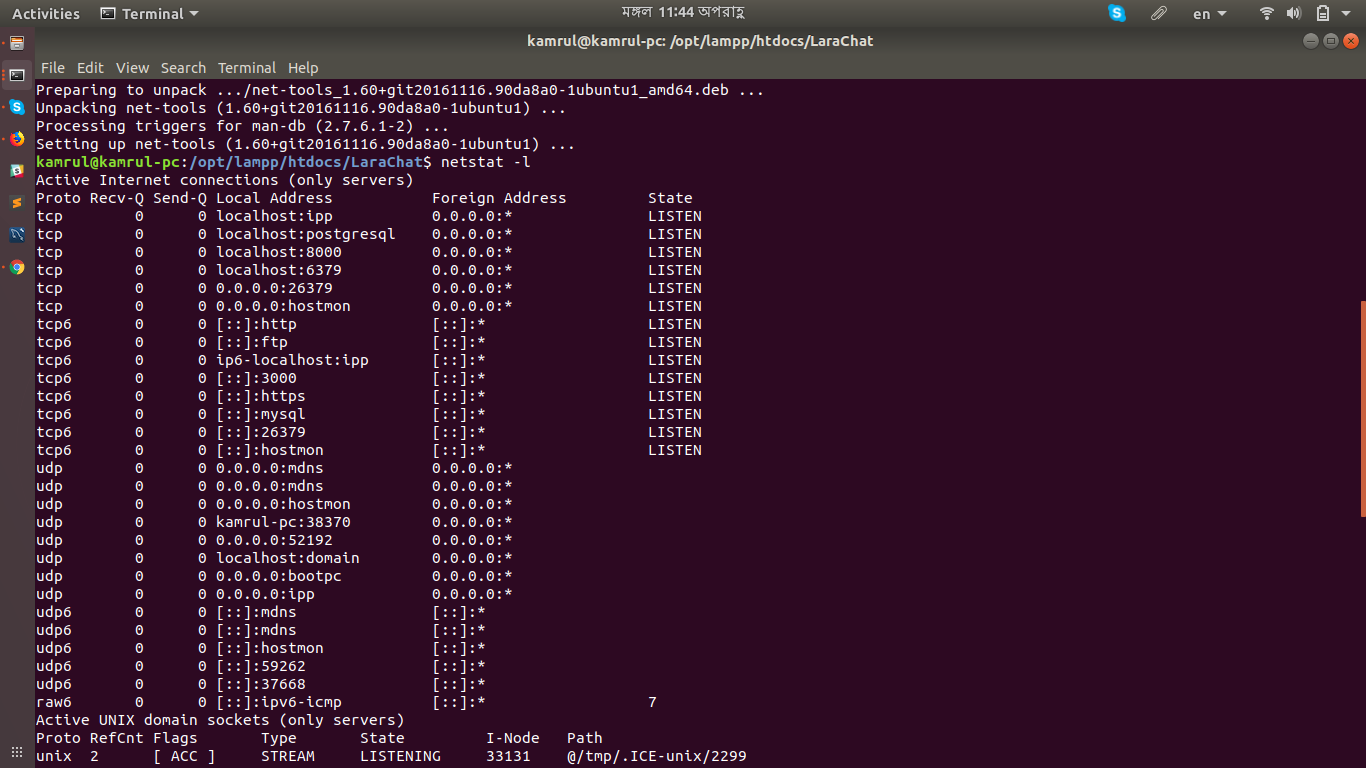 Activities Terminal মঙ্গল 11:44 অপরাহ্ণ en
kamrul@kamrul-pc: /opt/lampp/htdocs/LaraChat
File Edit View Search Terminal Help
Preparing to unpack .../net-tools_1.60+git20161116.90da8a0-1ubuntu1_amd64.deb ...
Unpacking net-tools (1.60+git20161116.90da8a0-1ubuntu1) ...
Processing triggers for man-db (2.7.6.1-2) ...
Setting up net-tools (1.60+git20161116.90da8a0-1ubuntu1) ...
kamrul@kamrul-pc:/opt/lampp/htdocs/LaraChat$ netstat -l
Active Internet connections (only servers)
Proto Recv-Q Send-Q Local Address           Foreign Address         State
tcp        0      0 localhost:ipp           0.0.0.0:*               LISTEN
tcp        0      0 localhost:postgresql    0.0.0.0:*               LISTEN
tcp        0      0 localhost:8000          0.0.0.0:*               LISTEN
tcp        0      0 localhost:6379          0.0.0.0:*               LISTEN
tcp        0      0 0.0.0.0:26379           0.0.0.0:*               LISTEN
tcp        0      0 0.0.0.0:hostmon         0.0.0.0:*               LISTEN
tcp6       0      0 [::]:http               [::]:*                  LISTEN
tcp6       0      0 [::]:ftp                [::]:*                  LISTEN
tcp6       0      0 ip6-localhost:ipp       [::]:*                  LISTEN
tcp6       0      0 [::]:3000               [::]:*                  LISTEN
tcp6       0      0 [::]:https              [::]:*                  LISTEN
tcp6       0      0 [::]:mysql              [::]:*                  LISTEN
tcp6       0      0 [::]:26379              [::]:*                  LISTEN
tcp6       0      0 [::]:hostmon            [::]:*                  LISTEN
udp        0      0 0.0.0.0:mdns            0.0.0.0:*
udp        0      0 0.0.0.0:mdns            0.0.0.0:*
udp        0      0 0.0.0.0:hostmon         0.0.0.0:*
udp        0      0 kamrul-pc:38370         0.0.0.0:*
udp        0      0 0.0.0.0:52192           0.0.0.0:*
udp        0      0 localhost:domain        0.0.0.0:*
udp        0      0 0.0.0.0:bootpc          0.0.0.0:*
udp        0      0 0.0.0.0:ipp             0.0.0.0:*
udp6       0      0 [::]:mdns               [::]:*
udp6       0      0 [::]:mdns               [::]:*
udp6       0      0 [::]:hostmon            [::]:*
udp6       0      0 [::]:59262              [::]:*
udp6       0      0 [::]:37668              [::]:*
raw6       0      0 [::]:ipv6-icmp          [::]:*                  7
Active UNIX domain sockets (only servers)
Proto RefCnt Flags       Type       State         I-Node   Path
unix  2      [ ACC ]     STREAM     LISTENING     33131    @/tmp/.ICE-unix/2299